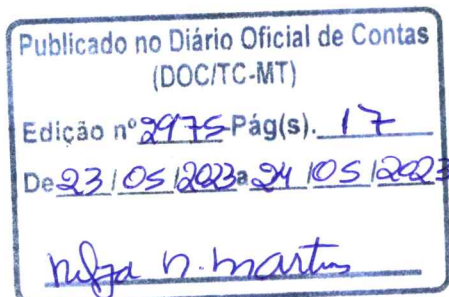 Publicado no Diário Oficial de Contas
(DOC/TC-MT)
Edição nº 2975 Pág(s). 17
De 23/05/2023 a 24/05/2023
n. martins